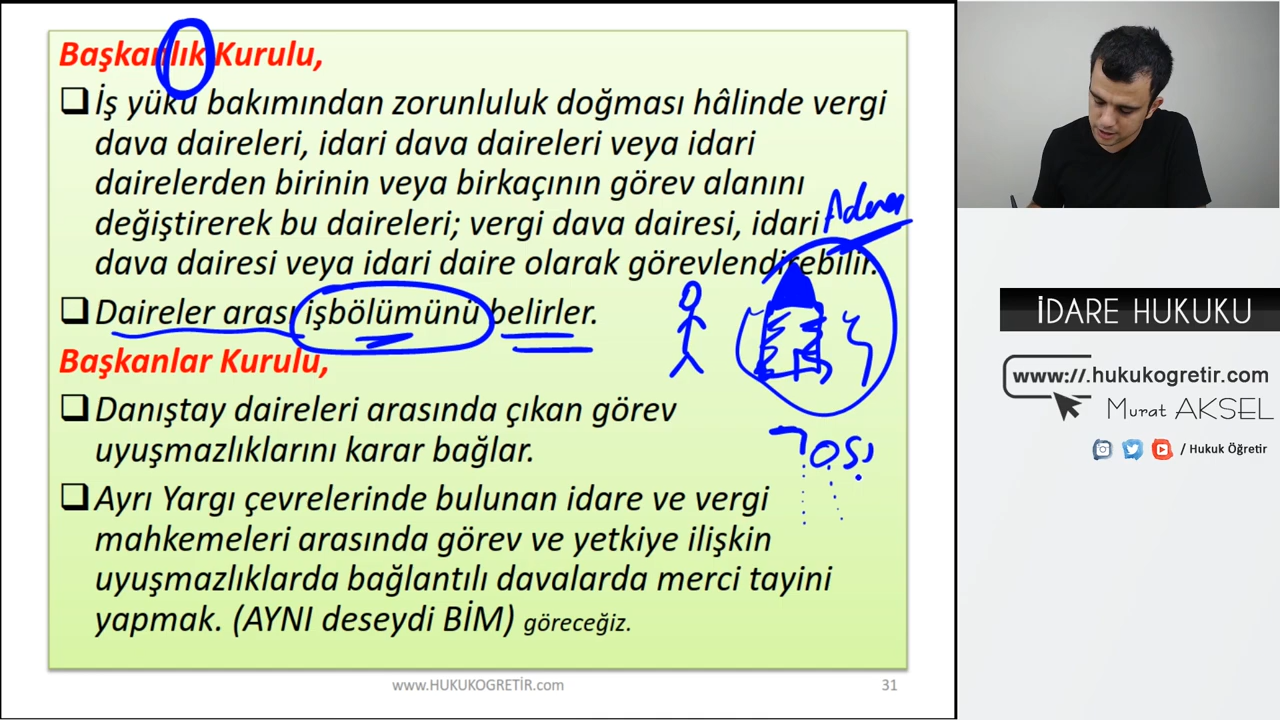 Başkanlık Kurulu,
❑ İş yükü bakımından zorunluluk doğması hâlinde vergi
dava daireleri, idari dava daireleri veya idari
dairelerden birinin veya birkaçının görev alanını
değiştirerek bu daireleri; vergi dava dairesi, idari
dava dairesi veya idari daire olarak görevlendirebilir.
❑ Daireler arası işbölümünü belirler.
Başkanlar Kurulu,
❑ Danıştay daireleri arasında çıkan görev
uyuşmazlıklarını karar bağlar.
❑ Ayrı Yargı çevrelerinde bulunan idare ve vergi
mahkemeleri arasında görev ve yetkiye ilişkin
uyuşmazlıklarda bağlantılı davalarda merci tayini
yapmak. (AYNI deseydi BİM) göreceğiz.
www.HUKUKOGRETİR.com
31
İDARE HUKUKU
www://.hukukogretir.com
Murat AKSEL
/ Hukuk Öğretir